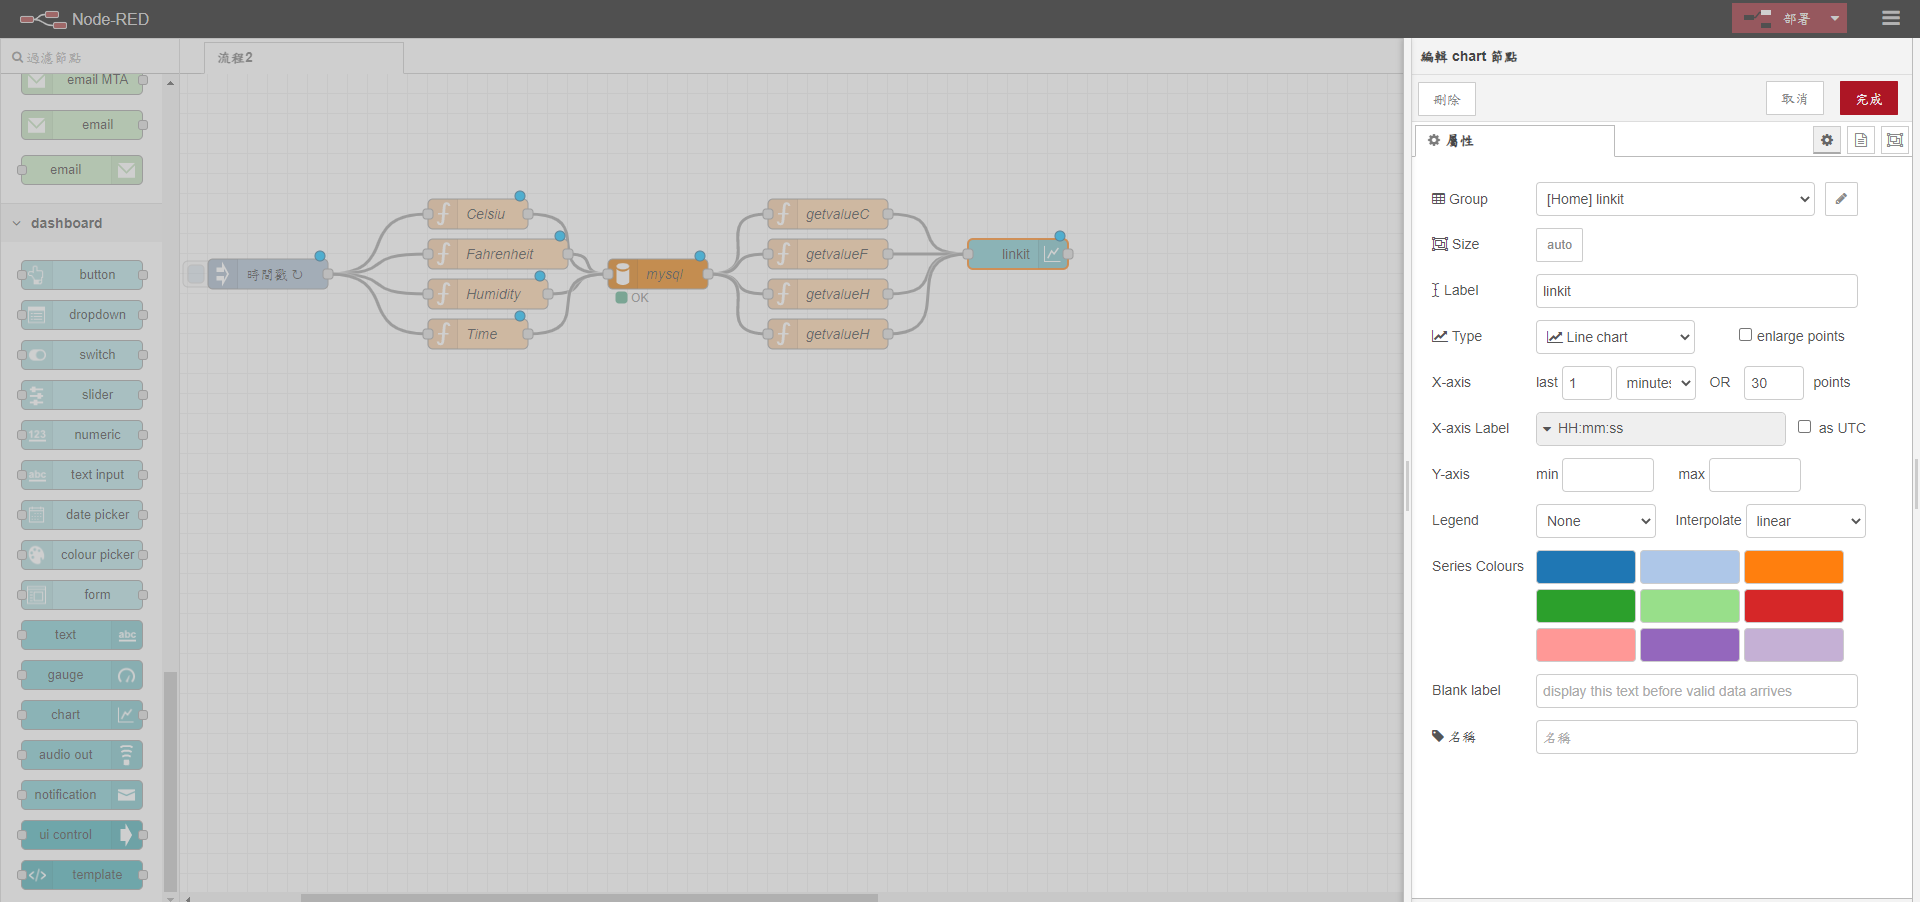 Node-RED
部署
過濾節點
流程2
編輯 chart 節點
刪除
取消
完成
屬性
email MTA
email
email
dashboard
button
dropdown
switch
slider
123
numeric
abc
text input
date picker
colour picker
form
text
abc
gauge
chart
audio out
notification
ui control
</>
template
時間戳 ↻
Celsiu
Fahrenheit
Humidity
Time
mysql
OK
getvalueC
getvalueF
getvalueH
getvalueH
linkit
Group
[Home] linkit
Size
auto
Label
linkit
Type
Line chart
enlarge points
X-axis
last 1 minutes OR 30 points
X-axis Label
HH:mm:ss
as UTC
Y-axis
min
max
Legend
None
Interpolate
linear
Series Colours
Blank label
display this text before valid data arrives
名稱
名稱